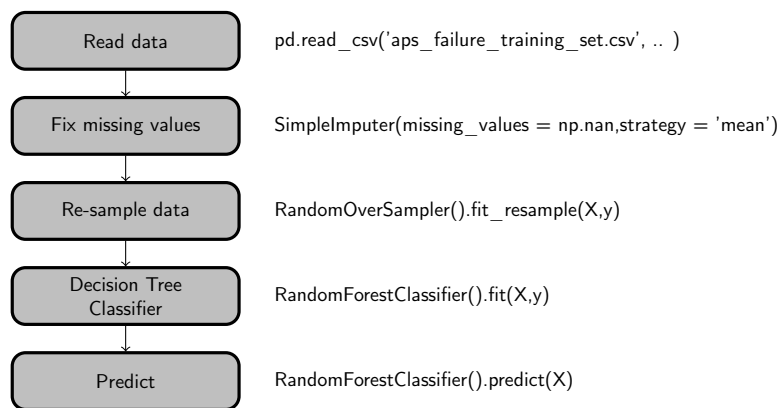 Read data
pd.read_csv('aps_failure_training_set.csv', .. )
Fix missing values
SimpleImputer(missing_values = np.nan,strategy = 'mean')
Re-sample data
RandomOverSampler().fit_resample(X,y)
Decision Tree
Classifier
RandomForestClassifier().fit(X,y)
Predict
RandomForestClassifier().predict(X)